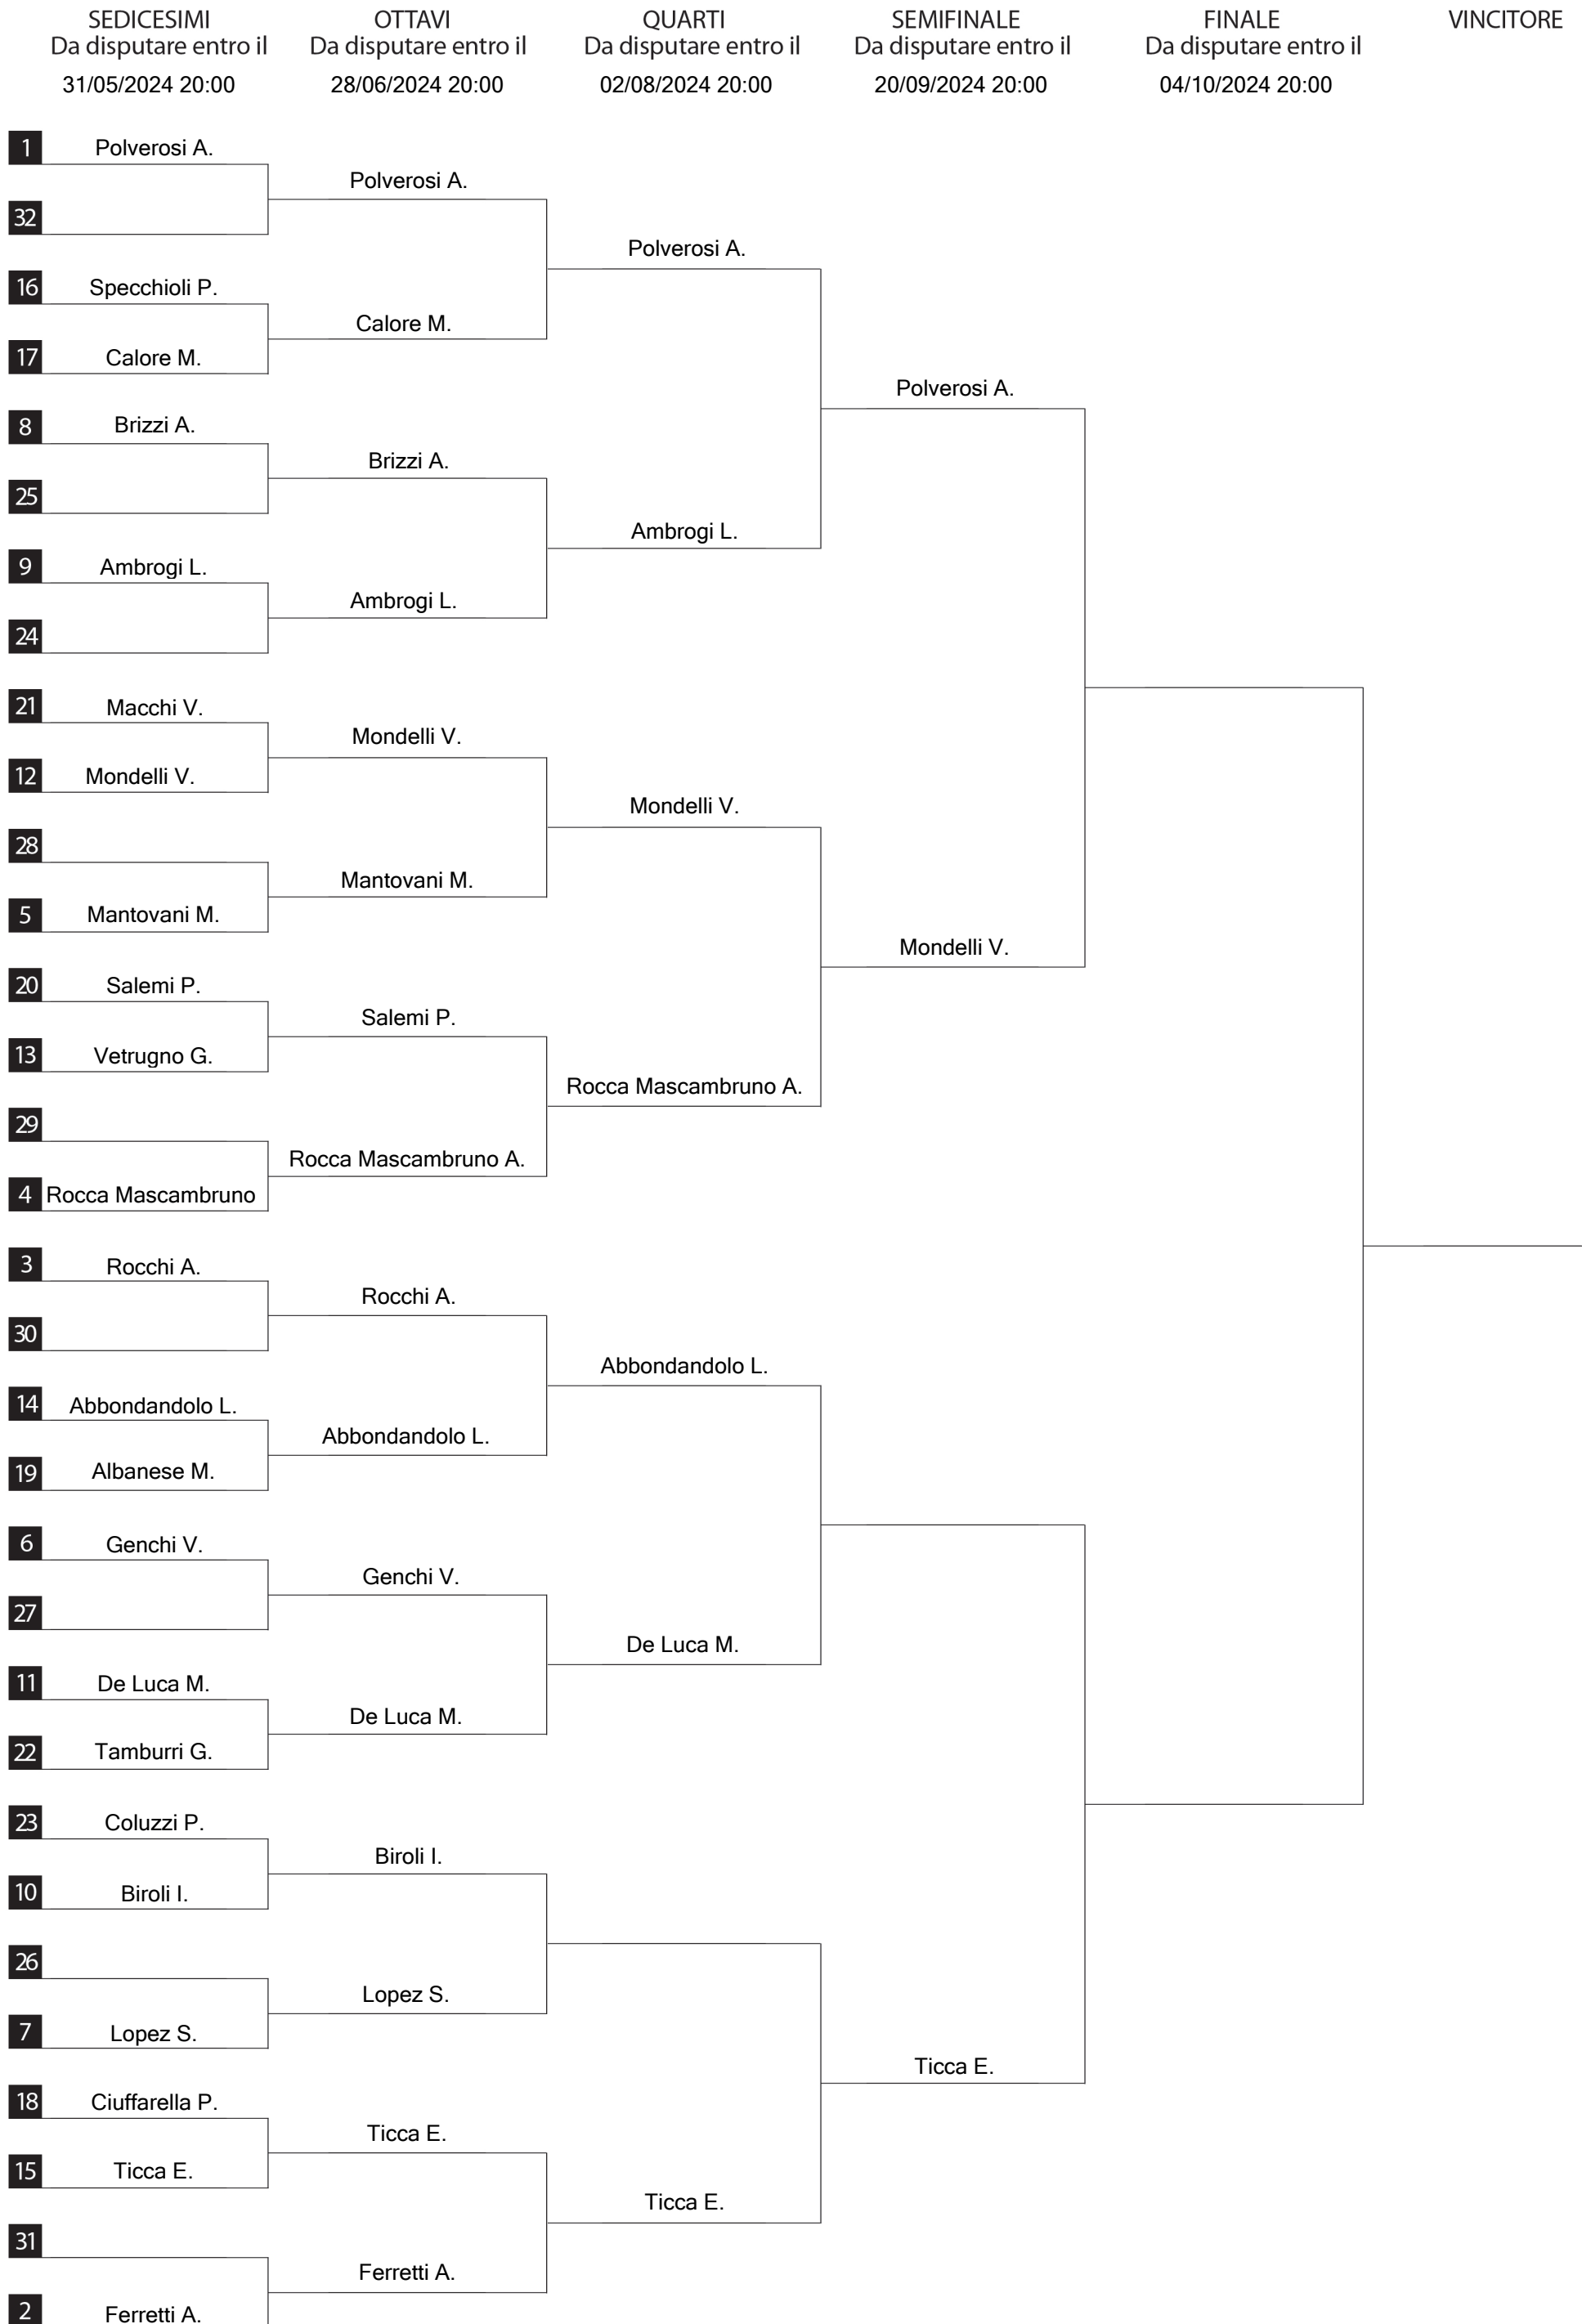 SEDICESIMI
Da disputare entro il
31/05/2024 20:00
OTTAVI
Da disputare entro il
28/06/2024 20:00
QUARTI
Da disputare entro il
02/08/2024 20:00
SEMIFINALE
Da disputare entro il
20/09/2024 20:00
FINALE
Da disputare entro il
04/10/2024 20:00
VINCITORE
1 Polverosi A.
32
16 Specchioli P.
17 Calore M.
8 Brizzi A.
25
9 Ambrogi L.
24
21 Macchi V.
12 Mondelli V.
28
5 Mantovani M.
20 Salemi P.
13 Vetrugno G.
29
4 Rocca Mascambruno
3 Rocchi A.
30
14 Abbondandolo L.
19 Albanese M.
6 Genchi V.
27
11 De Luca M.
22 Tamburri G.
23 Coluzzi P.
10 Biroli I.
26
7 Lopez S.
18 Ciuffarella P.
15 Ticca E.
31
2 Ferretti A.
Polverosi A.
Calore M.
Brizzi A.
Ambrogi L.
Mondelli V.
Mantovani M.
Salemi P.
Rocca Mascambruno A.
Rocchi A.
Abbondandolo L.
Genchi V.
De Luca M.
Biroli I.
Lopez S.
Ticca E.
Ferretti A.
Polverosi A.
Ambrogi L.
Mondelli V.
Rocca Mascambruno A.
Abbondandolo L.
De Luca M.
Ticca E.
Polverosi A.
Mondelli V.
Ticca E.